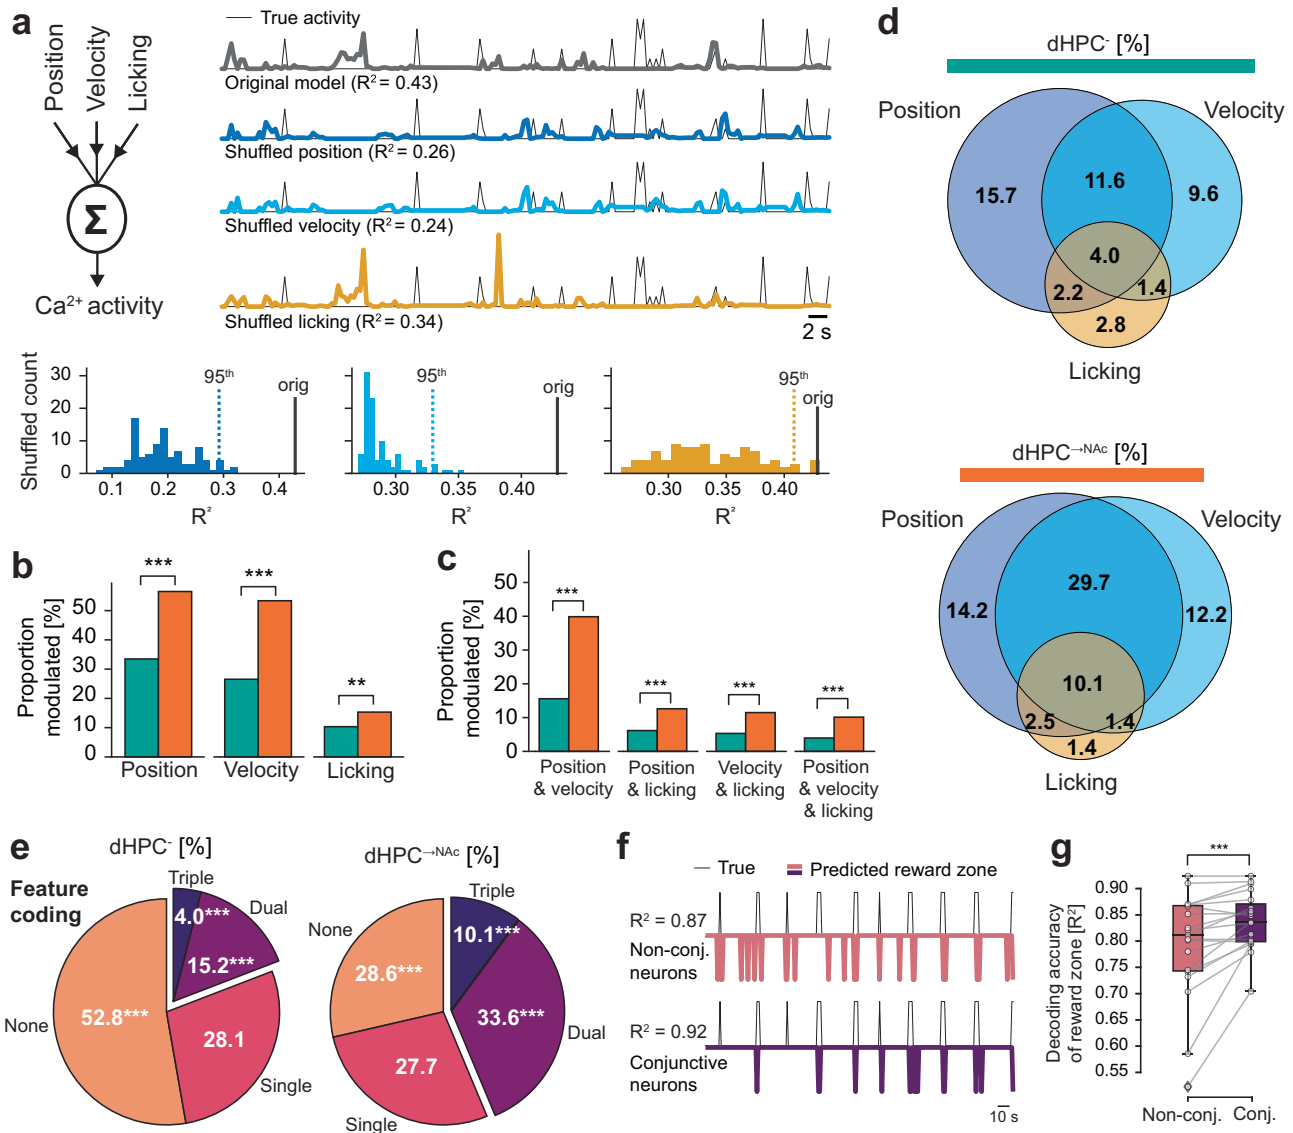 a
Position
Velocity
Licking
Σ
Ca²⁺ activity
True activity
Original model (R² = 0.43)
Shuffled position (R² = 0.26)
Shuffled velocity (R² = 0.24)
Shuffled licking (R² = 0.34)
2 s
Shuffled count
30
20
10
0
95th
orig
0.1 0.2 0.3 0.4
R²
95th
orig
0.30 0.35 0.40
R²
95th
orig
0.30 0.35 0.40
R²
b
Proportion
modulated [%]
50
40
30
20
10
0
*** *** **
Position Velocity Licking
c
Proportion
modulated [%]
50
40
30
20
10
0
*** *** *** ***
Position
& velocity
Position
& licking
Velocity
& licking
Position
& velocity
& licking
d
dHPC⁻ [%]
Position
Velocity
15.7
11.6
9.6
4.0
2.2
1.4
2.8
Licking
dHPC→NAc [%]
Position
Velocity
14.2
29.7
12.2
10.1
2.5
1.4
1.4
Licking
e
dHPC⁻ [%]
Feature
coding
Triple
4.0***
Dual
15.2***
None
52.8***
28.1
Single
dHPC→NAc [%]
Triple
10.1***
None
28.6***
33.6***
Dual
27.7
Single
f
True
Predicted reward zone
R² = 0.87
Non-conj.
neurons
R² = 0.92
Conjunctive
neurons
10 s
g
***
Decoding accuracy
of reward zone [R²]
0.90
0.85
0.80
0.75
0.70
0.65
0.60
0.55
Non-conj. Conj.